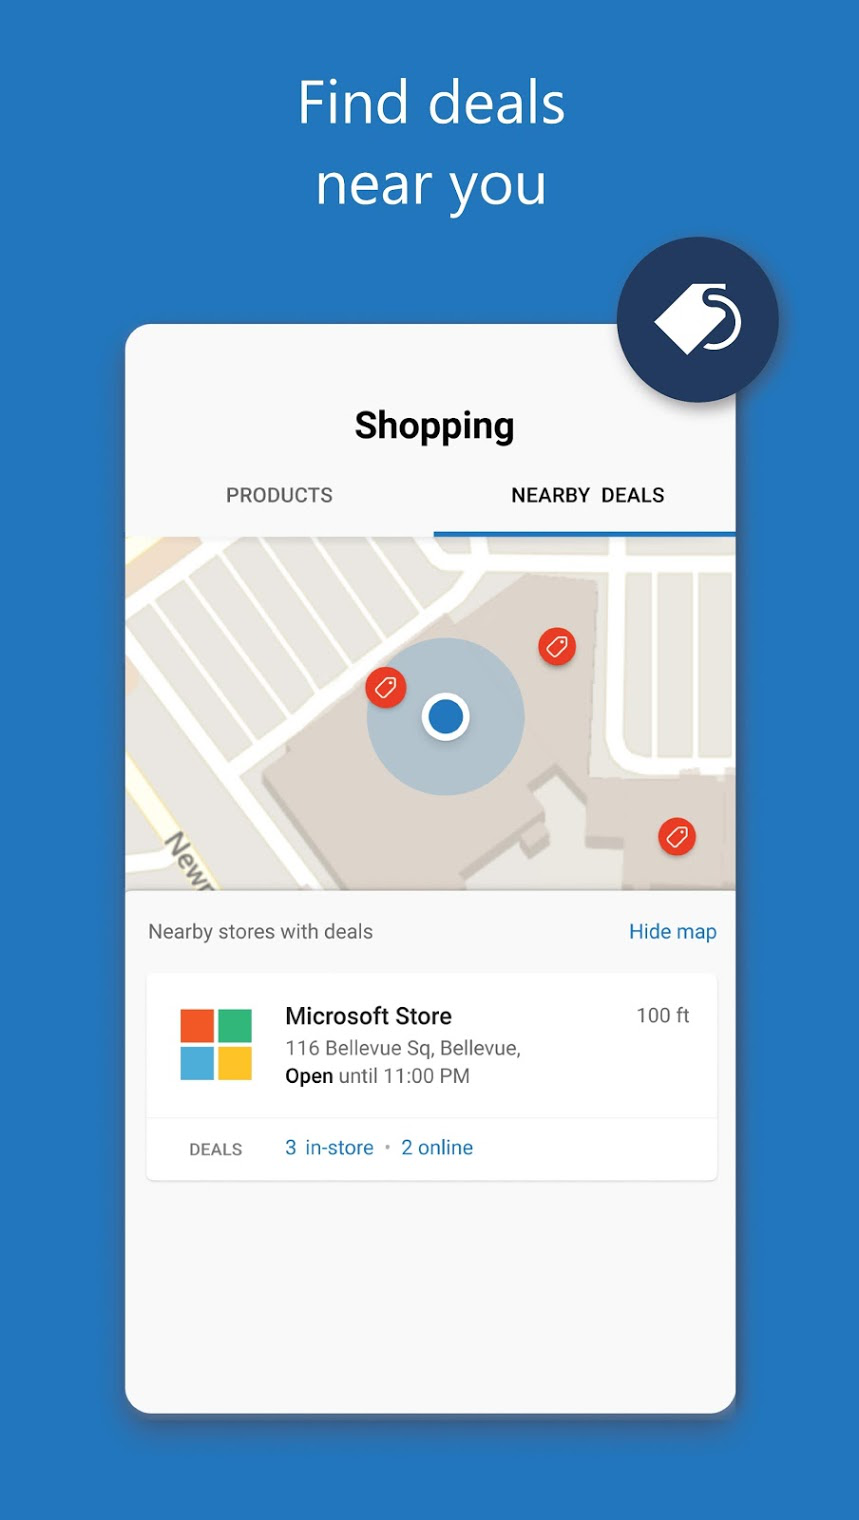 Find deals
near you
Shopping
PRODUCTS NEARBY DEALS
Nearby stores with deals Hide map
Microsoft Store 100 ft
116 Bellevue Sq, Bellevue,
Open until 11:00 PM
DEALS 3 in-store • 2 online